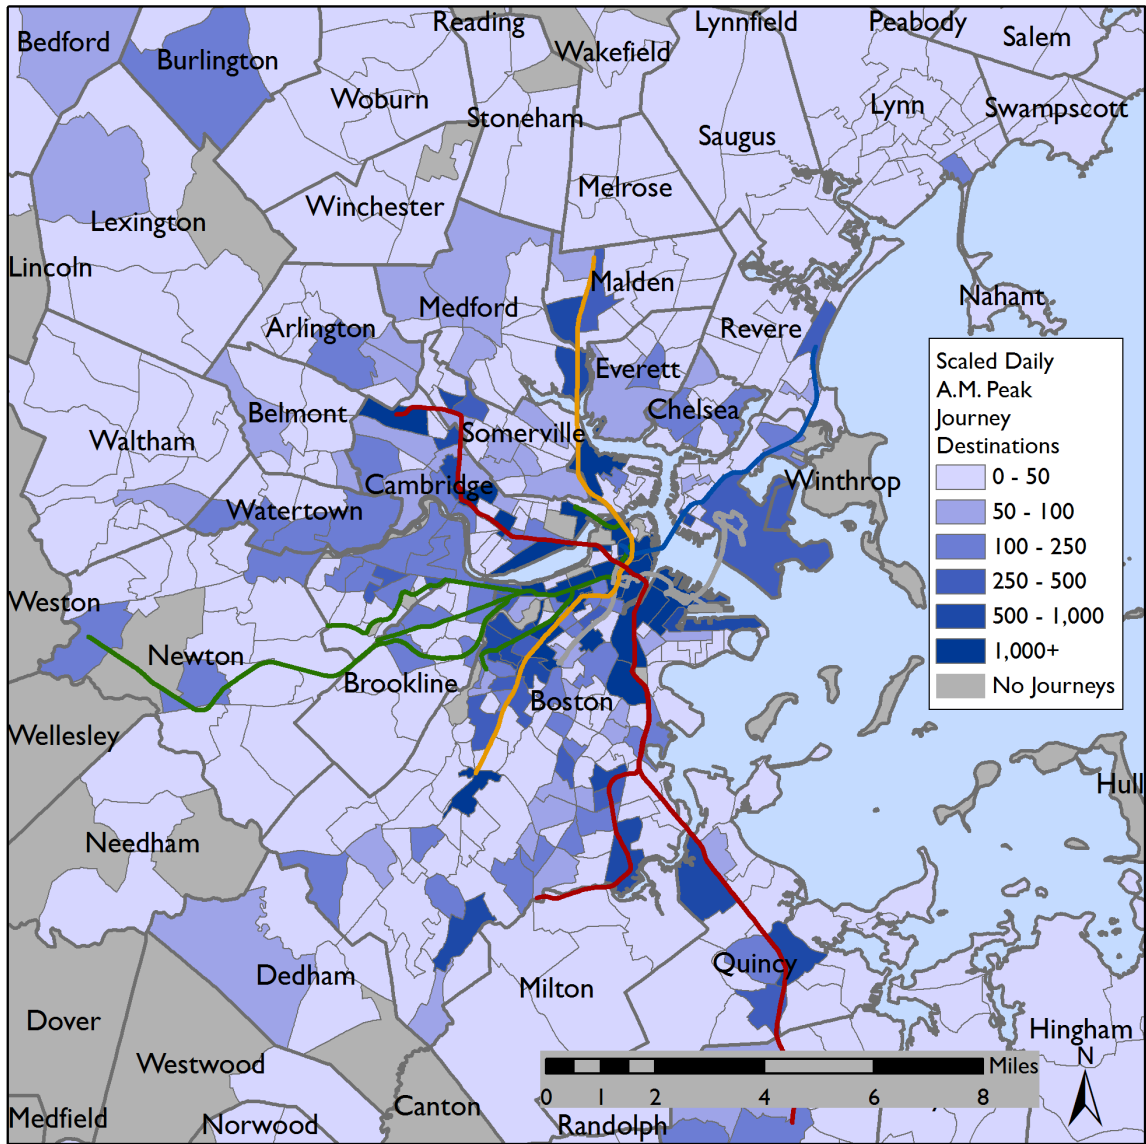 Reading
Lynnfield
Peabody
Bedford
Salem
Wakefield
Burlington
Woburn
Lynn
Swampscott
Stoneham
Saugus
Melrose
Winchester
Lexington
Lincoln
Malden
Nahant
Medford
Arlington
Revere
Everett
Chelsea
Belmont
Waltham
Somerville
Winthrop
Cambridge
Watertown
Weston
Newton
Brookline
Boston
Wellesley
Hull
Needham
Quincy
Dedham
Milton
Dover
Hingham
Westwood
Canton
Medfield
Norwood
Randolph
Scaled Daily
A.M. Peak
Journey
Destinations
0 - 50
50 - 100
100 - 250
250 - 500
500 - 1,000
1,000+
No Journeys
Miles
0 1 2 4 6 8
N